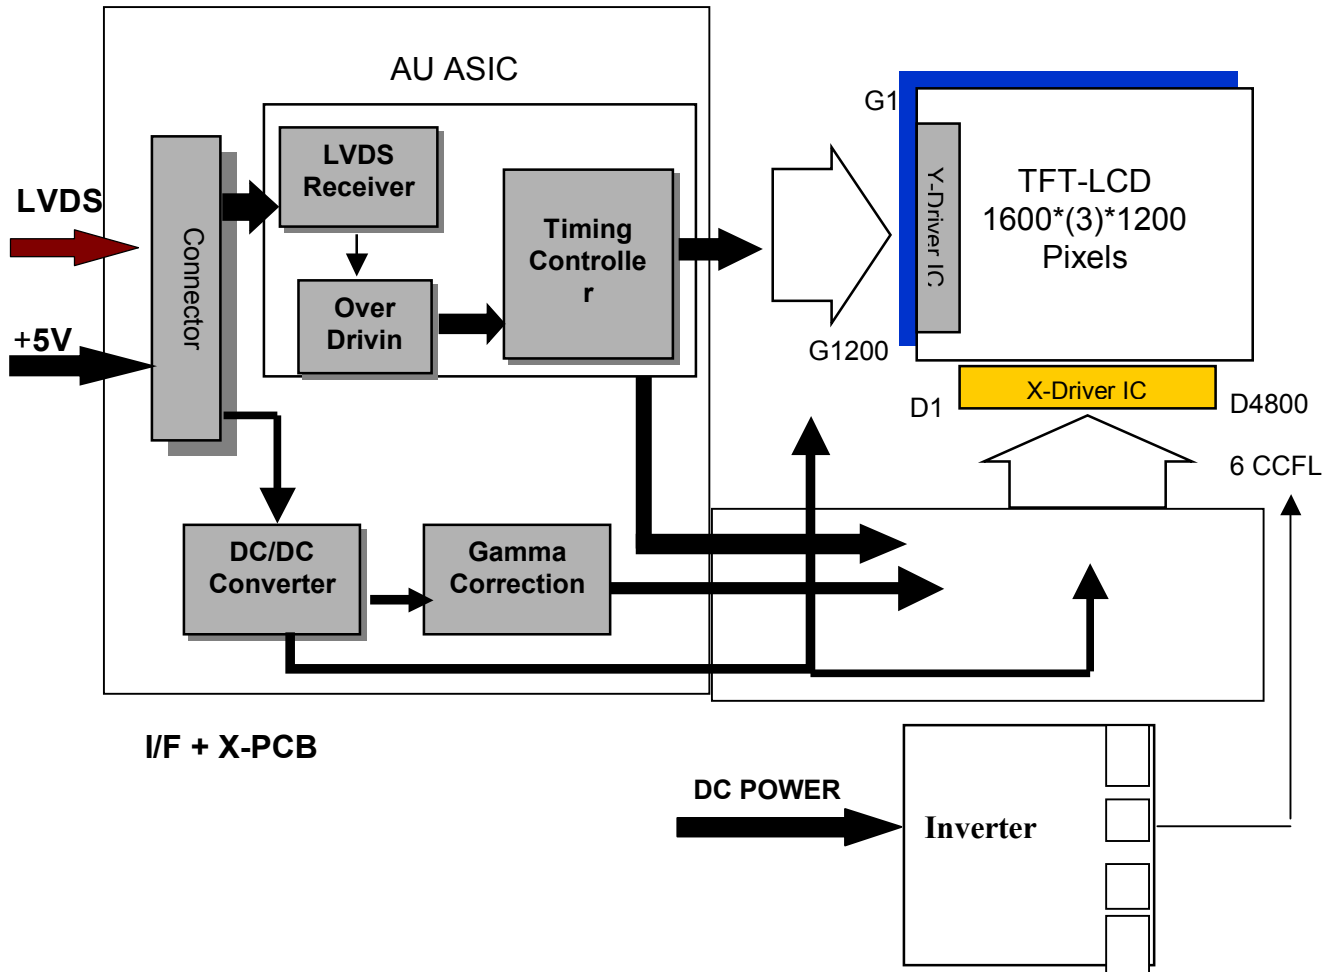 AU ASIC
LVDS
+5V
Connector
LVDS
Receiver
Over
Drivin
Timing
Controlle
r
G1
G1200
Y-Driver IC
TFT-LCD
1600*(3)*1200
Pixels
X-Driver IC
D1
D4800
6 CCFL
DC/DC
Converter
Gamma
Correction
I/F + X-PCB
DC POWER
Inverter